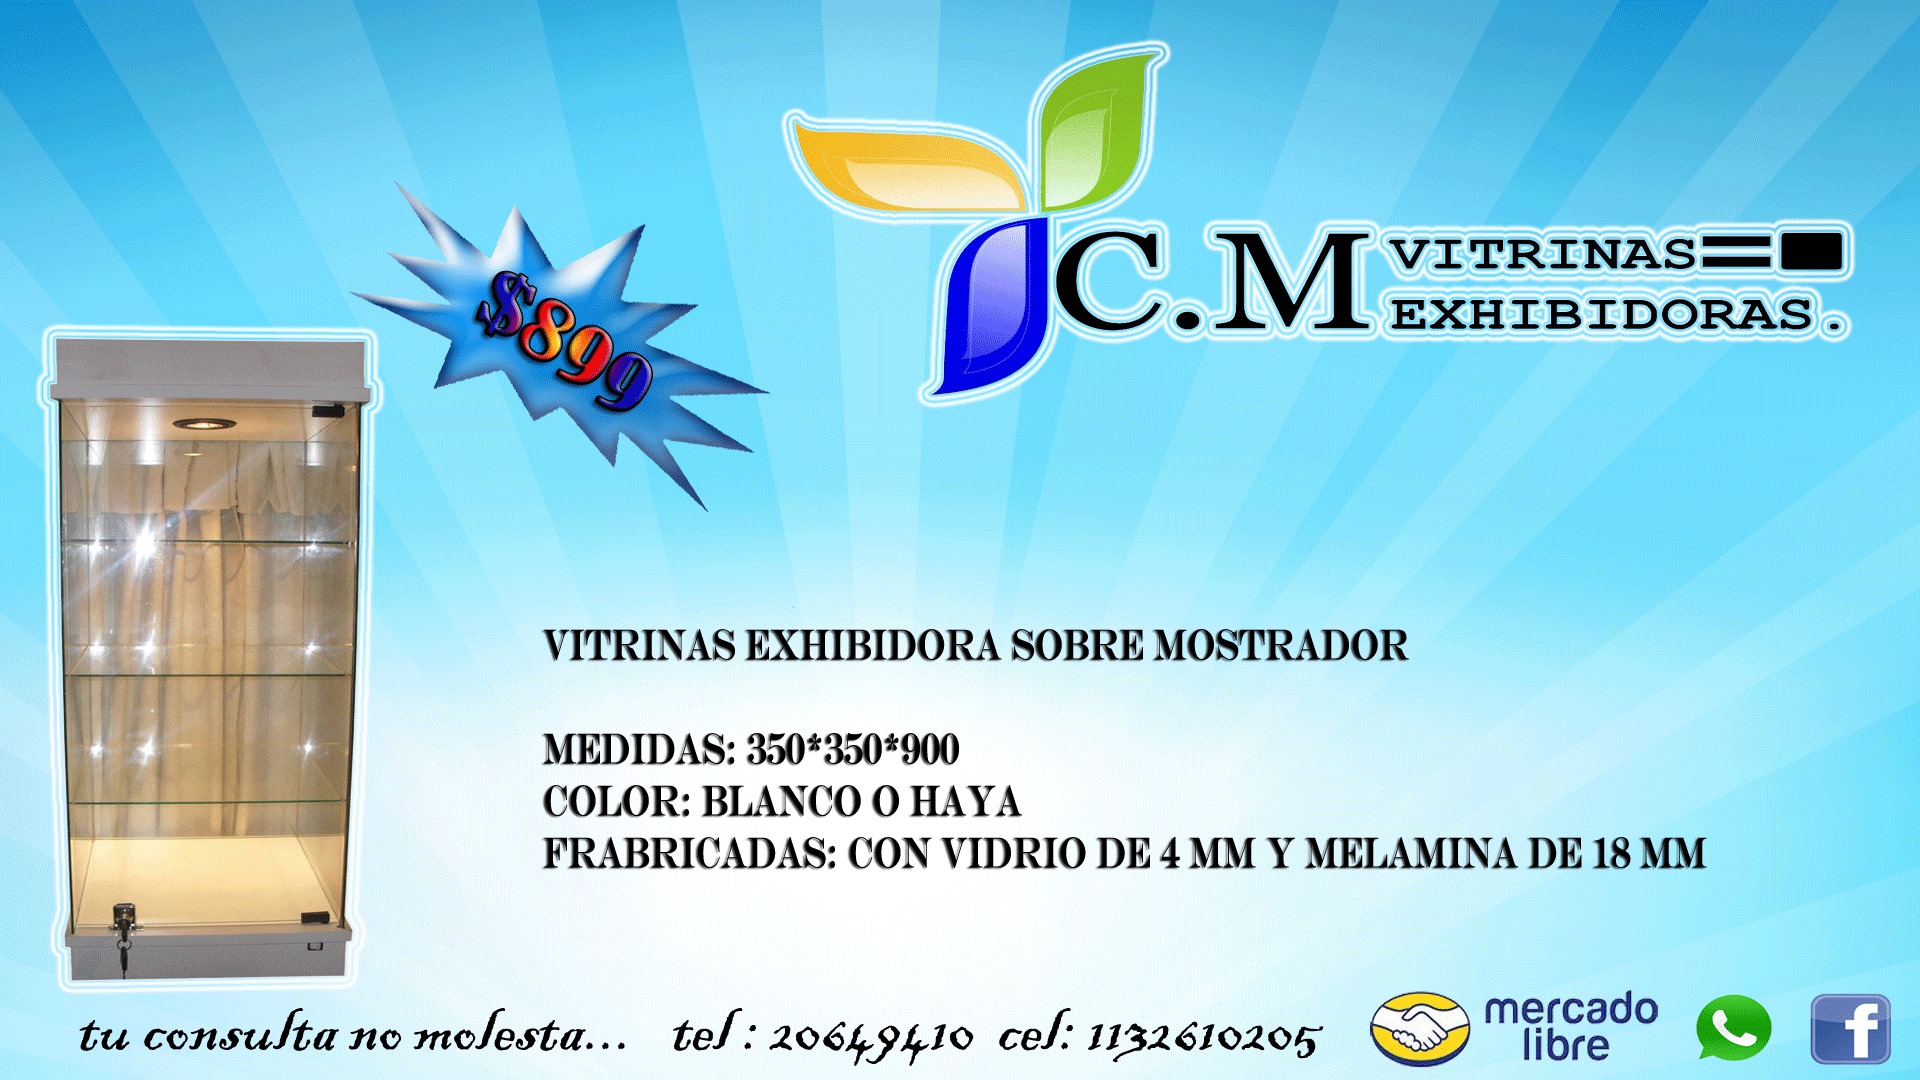 C.M VITRINAS
EXHIBIDORAS.
$899
VITRINAS EXHIBIDORA SOBRE MOSTRADOR
MEDIDAS: 350*350*900
COLOR: BLANCO O HAYA
FRABRICADAS: CON VIDRIO DE 4 MM Y MELAMINA DE 18 MM
tu consulta no molesta... tel : 20649410 cel: 1132610205
mercado
libre
f